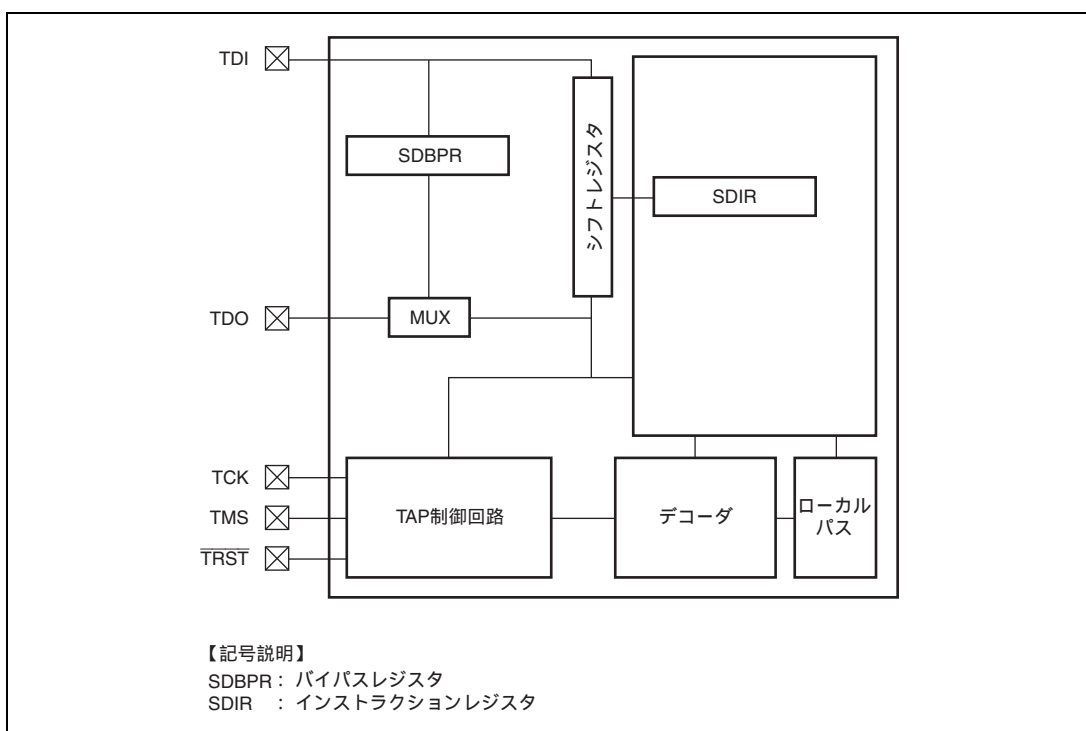 TDI
SDBPR
シフトレジスタ
SDIR
TDO
MUX
TCK
TMS
TRST
TAP制御回路
デコーダ
ローカル
パス
【記号説明】
SDBPR： バイパスレジスタ
SDIR ： インストラクションレジスタ